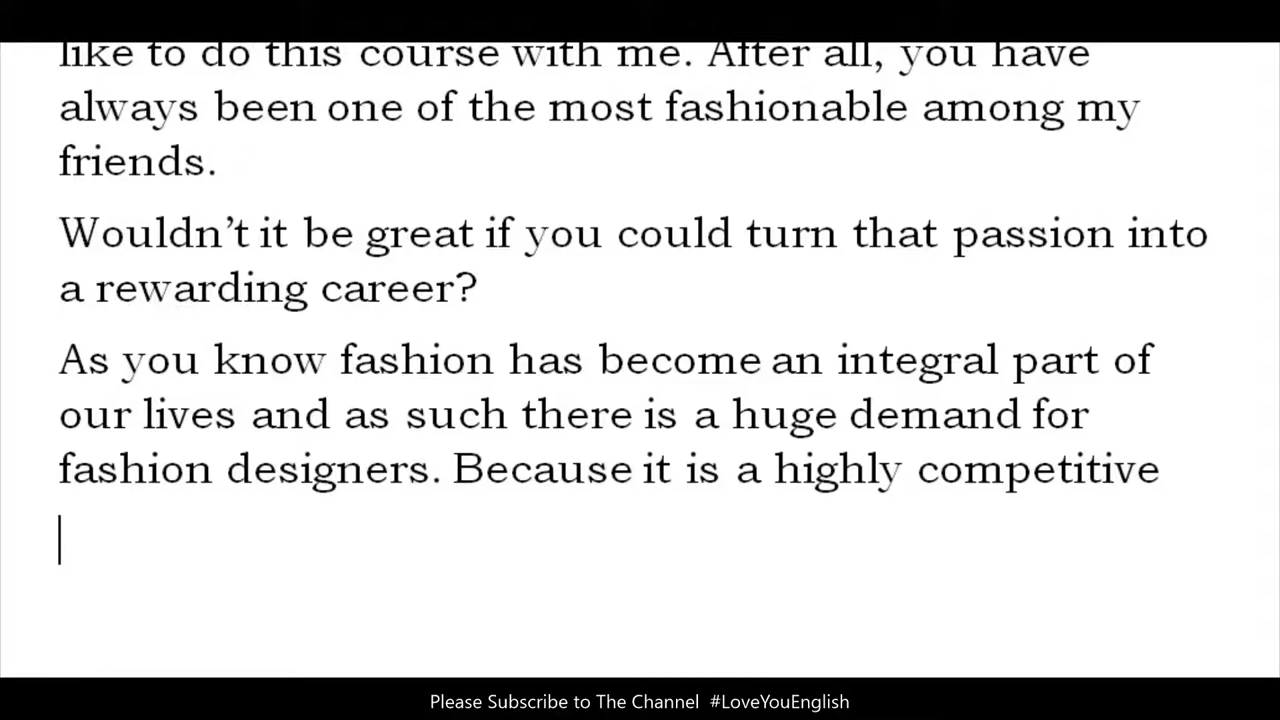 like to do this course with me. After all, you have
always been one of the most fashionable among my
friends.
Wouldn’t it be great if you could turn that passion into
a rewarding career?
As you know fashion has become an integral part of
our lives and as such there is a huge demand for
fashion designers. Because it is a highly competitive
Please Subscribe to The Channel #LoveYouEnglish